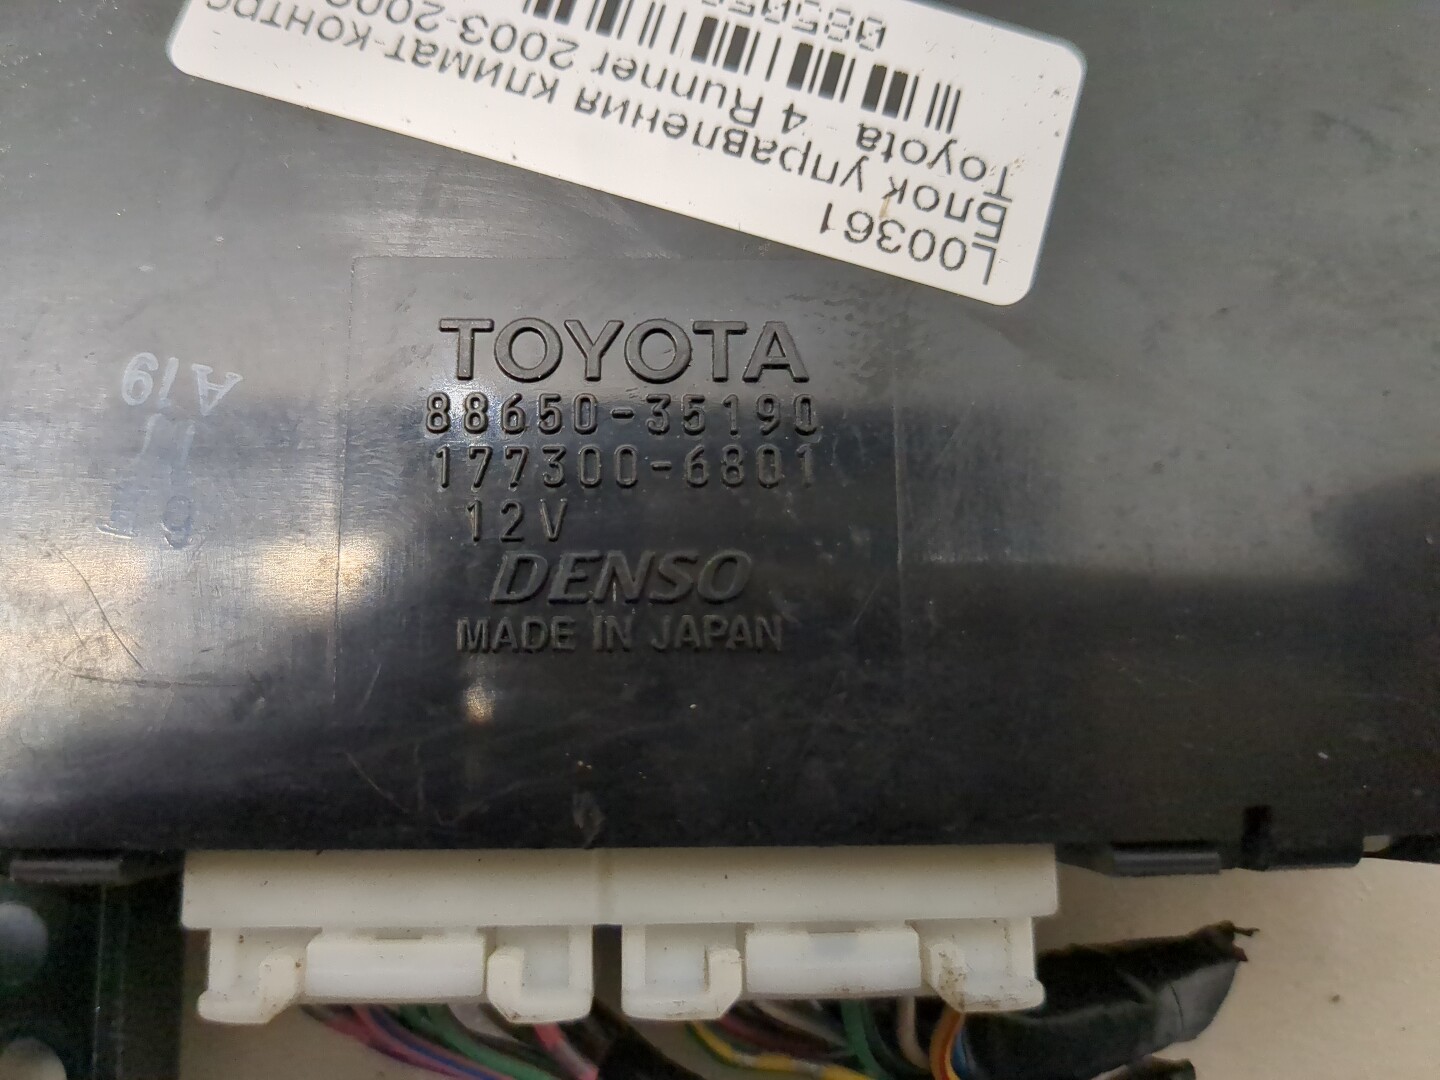 L00361
Блок управления климат-контро
Toyota 4 Runner 2003-2009
TOYOTA
88650-35190
177300-6801
12V
DENSO
MADE IN JAPAN
A19